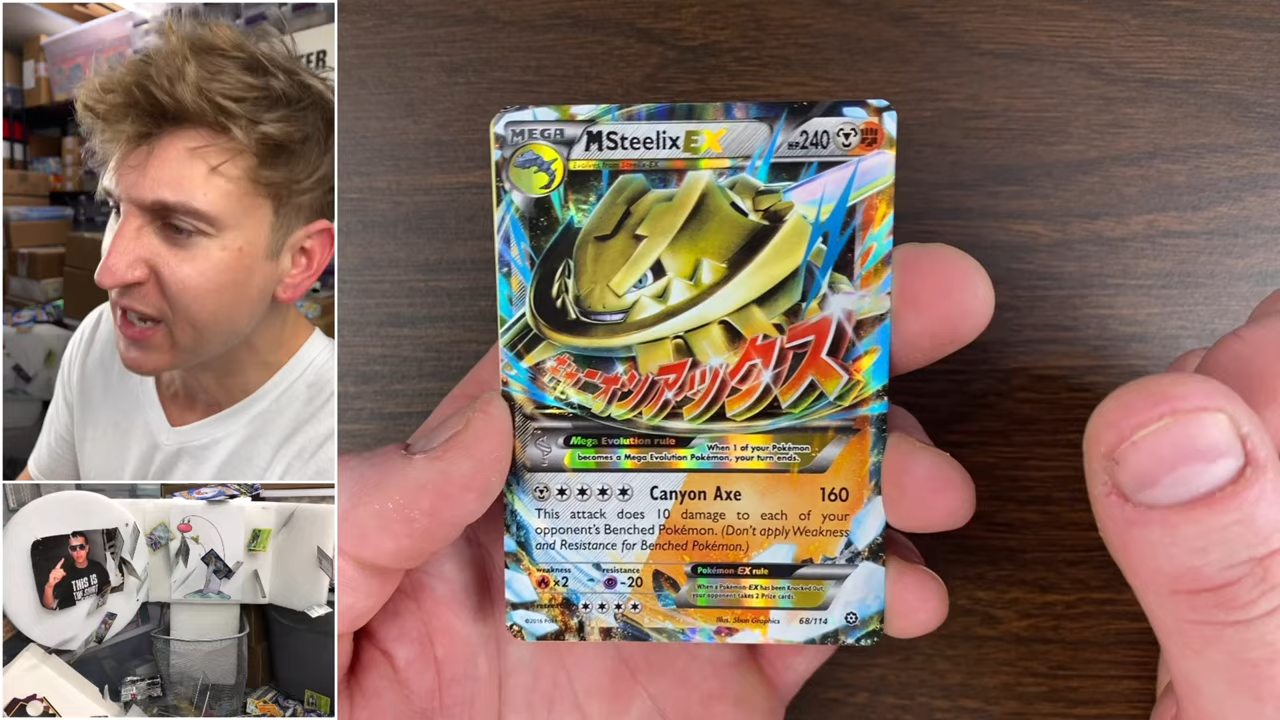 MEGA
MSteelixEX
HP240
Evolves from Steelix-EX
キャニオンアックス
Mega Evolution rule
When 1 of your Pokémon
becomes a Mega Evolution Pokémon, your turn ends.
Canyon Axe 160
This attack does 10 damage to each of your
opponent's Benched Pokémon. (Don't apply Weakness
and Resistance for Benched Pokémon.)
weakness
×2
resistance
-20
Pokémon-EX rule
When a Pokémon-EX has been Knocked Out,
your opponent takes 2 Prize cards.
Illus. 5ban Graphics
68/114
THIS IS